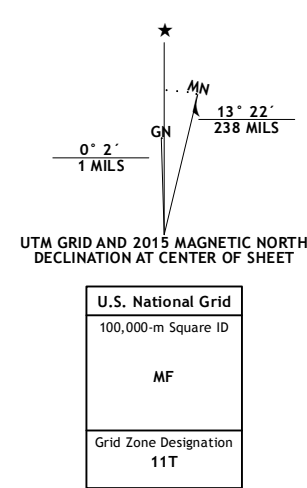 MN
13° 22´
238 MILS
GN
0° 2´
1 MILS
UTM GRID AND 2015 MAGNETIC NORTH
DECLINATION AT CENTER OF SHEET
U.S. National Grid
100,000-m Square ID
MF
Grid Zone Designation
11T